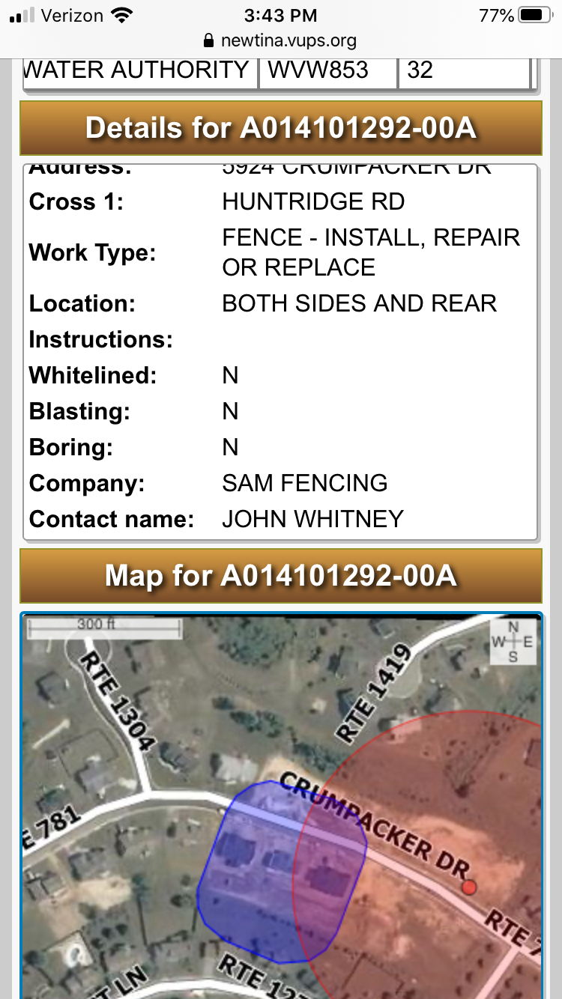 Verizon 3:43 PM 77%
newtina.vups.org
WATER AUTHORITY WVW853 32
Details for A014101292-00A
Address: 5924 CRUMPACKER DR
Cross 1: HUNTRIDGE RD
Work Type: FENCE - INSTALL, REPAIR
OR REPLACE
Location: BOTH SIDES AND REAR
Instructions:
Whitelined: N
Blasting: N
Boring: N
Company: SAM FENCING
Contact name: JOHN WHITNEY
Map for A014101292-00A
300 ft
N
W E
S
RTE 1304
RTE 1419
CRUMPACKER DR
E 781
RTE 7
RTE 127
T LN